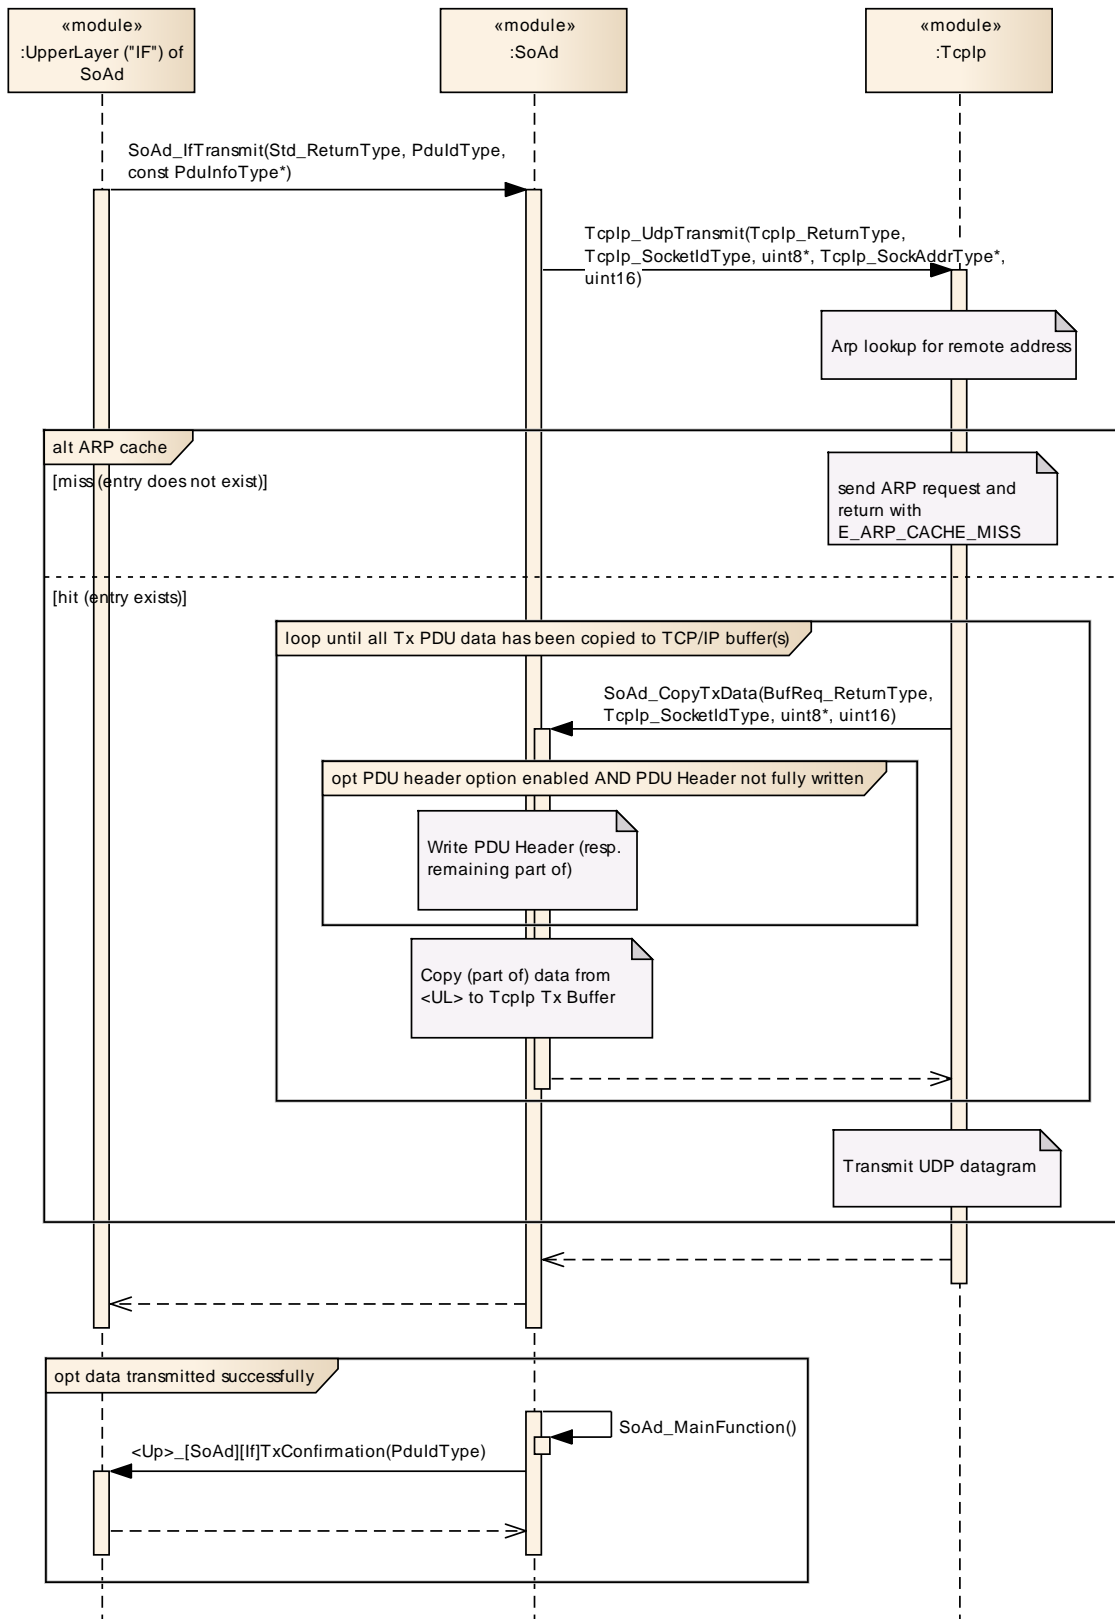 «module»
:UpperLayer ("IF") of
SoAd
«module»
:SoAd
«module»
:TcpIp
SoAd_IfTransmit(Std_ReturnType, PduIdType,
const PduInfoType*)
TcpIp_UdpTransmit(TcpIp_ReturnType,
TcpIp_SocketIdType, uint8*, TcpIp_SockAddrType*,
uint16)
Arp lookup for remote address
alt ARP cache
[miss (entry does not exist)]
send ARP request and
return with
E_ARP_CACHE_MISS
[hit (entry exists)]
loop until all Tx PDU data has been copied to TCP/IP buffer(s)
SoAd_CopyTxData(BufReq_ReturnType,
TcpIp_SocketIdType, uint8*, uint16)
opt PDU header option enabled AND PDU Header not fully written
Write PDU Header (resp.
remaining part of)
Copy (part of) data from
<UL> to TcpIp Tx Buffer
Transmit UDP datagram
opt data transmitted successfully
SoAd_MainFunction()
<Up>_[SoAd][If]TxConfirmation(PduIdType)